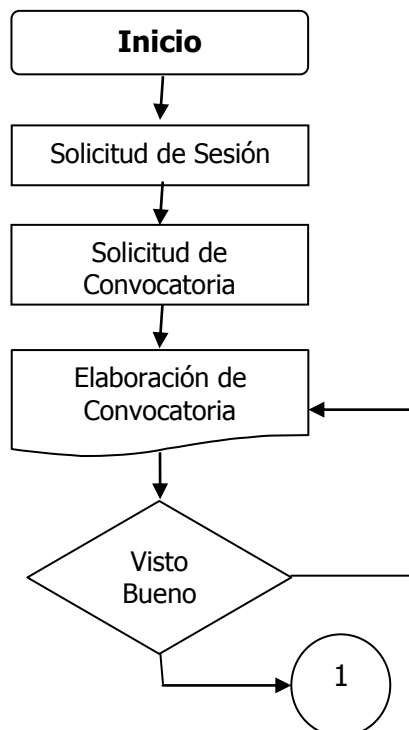 Inicio
Solicitud de Sesión
Solicitud de
Convocatoria
Elaboración de
Convocatoria
Visto
Bueno
1